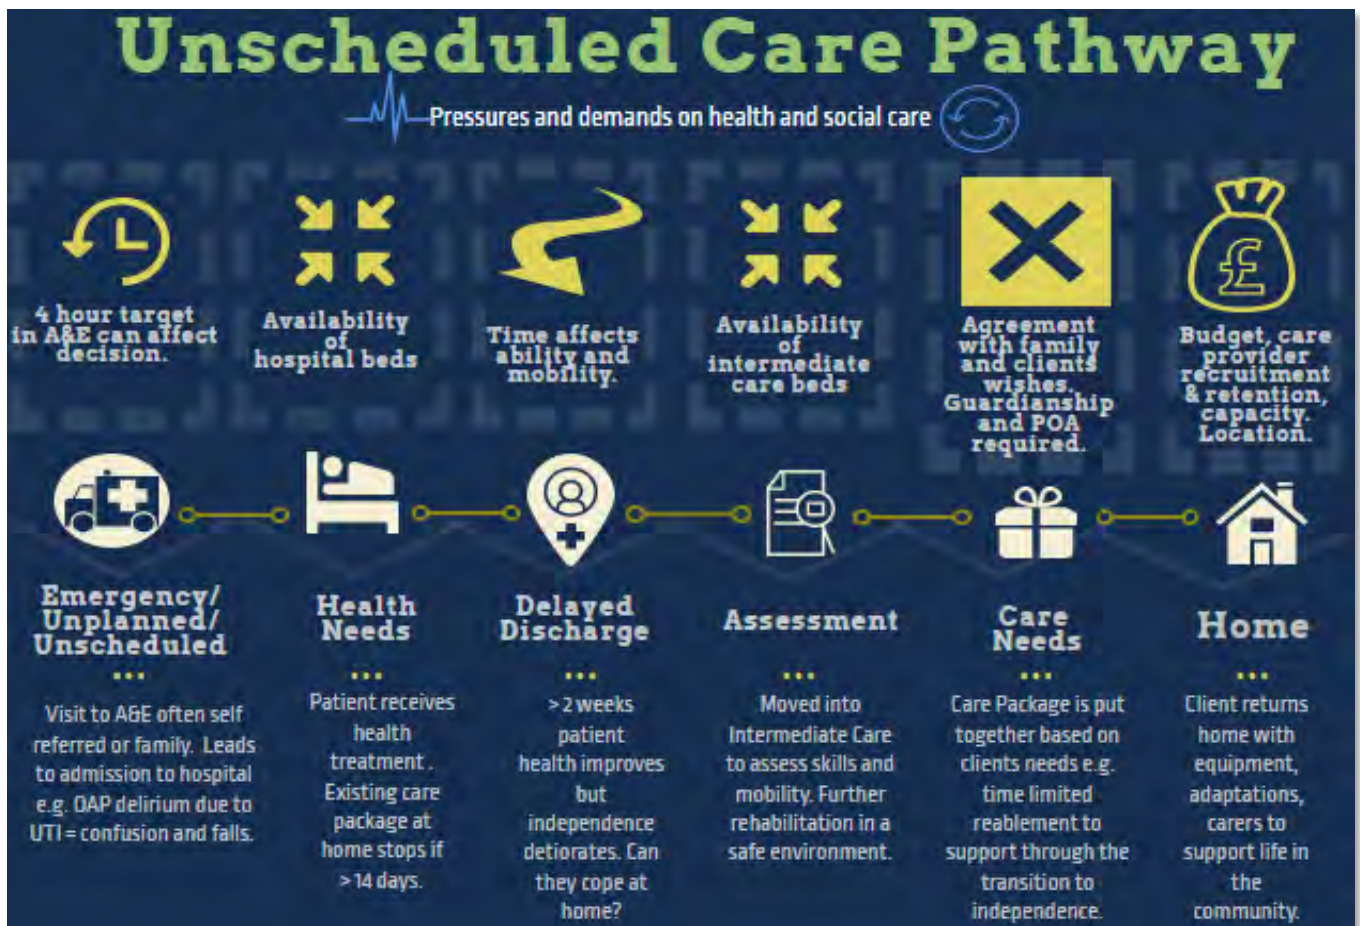 Unscheduled Care Pathway
Pressures and demands on health and social care
4 hour target
in A&E can affect
decision.
Availability
of
hospital beds
Time affects
ability and
mobility.
Availability
of
intermediate
care beds
Agreement
with family
and clients
wishes.
Guardianship
and POA
required.
£
Budget, care
provider
recruitment
& retention,
capacity.
Location.
Emergency/
Unplanned/
Unscheduled
Visit to A&E often self
referred or family. Leads
to admission to hospital
e.g. OAP delirium due to
UTI = confusion and falls.
Health
Needs
Patient receives
health
treatment .
Existing care
package at
home stops if
> 14 days.
Delayed
Discharge
> 2 weeks
patient
health improves
but
independence
detiorates. Can
they cope at
home?
Assessment
Moved into
Intermediate Care
to assess skills and
mobility. Further
rehabilitation in a
safe environment.
Care
Needs
Care Package is put
together based on
clients needs e.g.
time limited
reablement to
support through the
transition to
independence.
Home
Client returns
home with
equipment,
adaptations,
carers to
support life in
the
community.